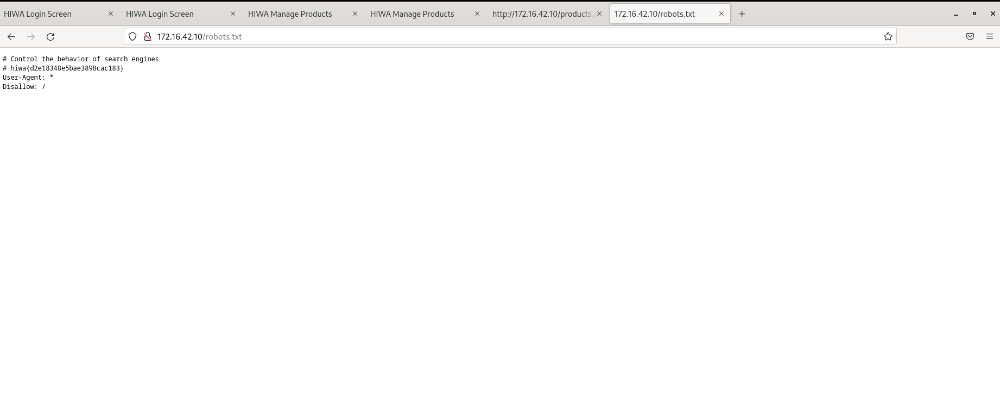 HIWA Login Screen
HIWA Login Screen
HIWA Manage Products
HIWA Manage Products
http://172.16.42.10/products.
172.16.42.10/robots.txt
172.16.42.10/robots.txt
# Control the behavior of search engines
# hiwa{d2e18348e5bae3898cac183}
User-Agent: *
Disallow: /